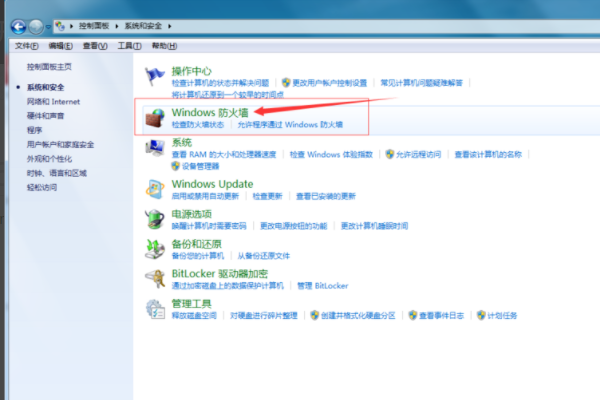 控制面板 ▸ 系统和安全 ▸
文件(F) 编辑(E) 查看(V) 工具(T) 帮助(H)
控制面板主页
系统和安全
网络和 Internet
硬件和声音
程序
用户帐户和家庭安全
外观和个性化
时钟、语言和区域
轻松访问
操作中心
检查计算机的状态并解决问题 更改用户帐户控制设置 常见计算机问题疑难解答
将计算机还原到一个较早的时间点
Windows 防火墙
检查防火墙状态 允许程序通过 Windows 防火墙
系统
查看 RAM 的大小和处理器速度 检查 Windows 体验指数 允许远程访问 查看该计算机的名称
设备管理器
Windows Update
启用或禁用自动更新 检查更新 查看已安装的更新
电源选项
唤醒计算机时需要密码 更改电源按钮的功能 更改计算机睡眠时间
备份和还原
备份您的计算机 从备份还原文件
BitLocker 驱动器加密
通过加密磁盘上的数据保护计算机 管理 BitLocker
管理工具
释放磁盘空间 对硬盘进行碎片整理 创建并格式化硬盘分区 查看事件日志 计划任务